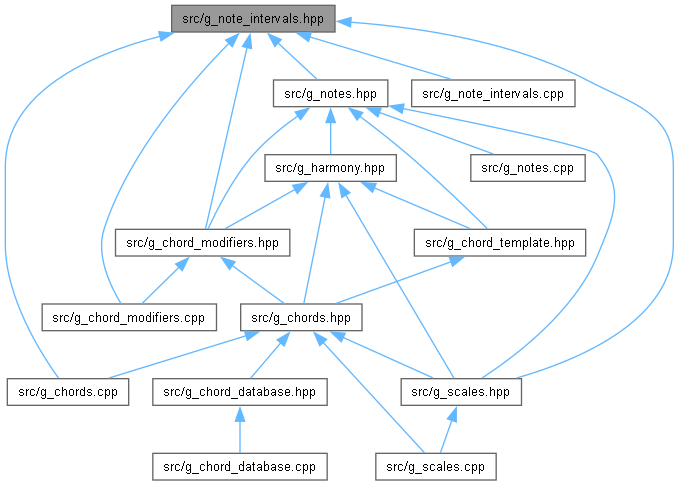 src/g_note_intervals.hpp
src/g_notes.hpp
src/g_note_intervals.cpp
src/g_harmony.hpp
src/g_notes.cpp
src/g_chord_modifiers.hpp
src/g_chord_template.hpp
src/g_chord_modifiers.cpp
src/g_chords.hpp
src/g_chords.cpp
src/g_chord_database.hpp
src/g_scales.hpp
src/g_chord_database.cpp
src/g_scales.cpp